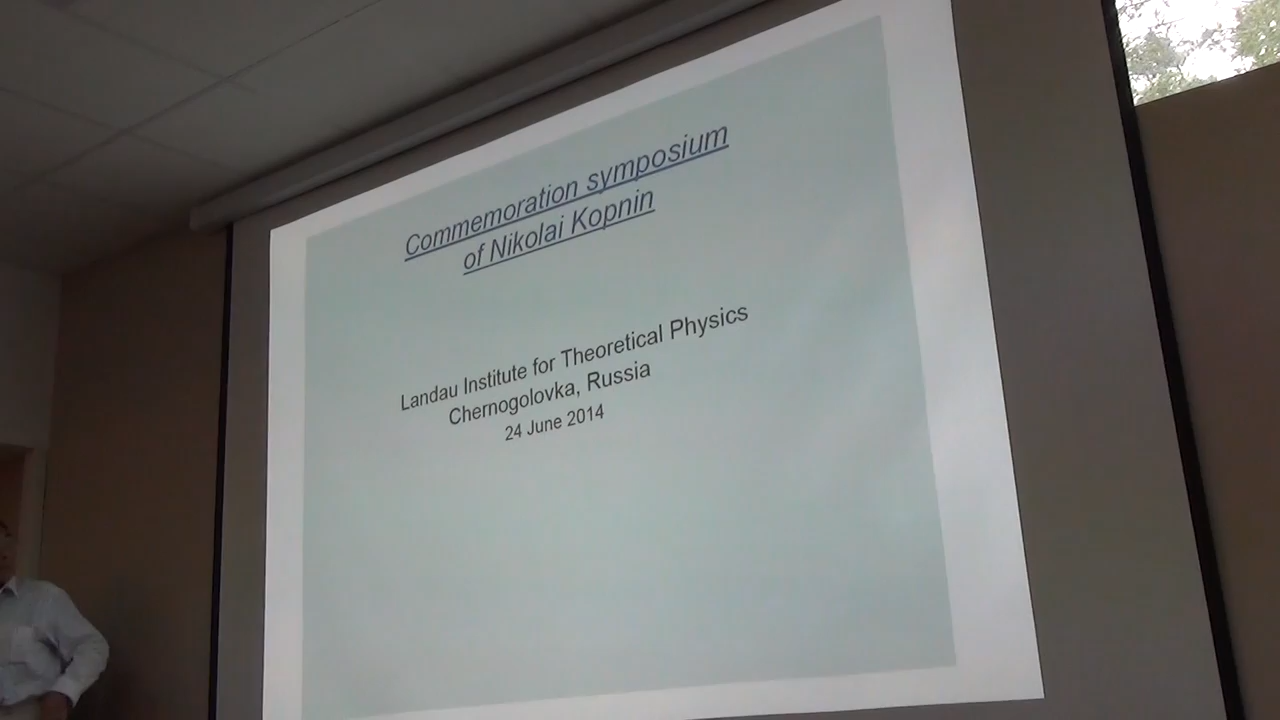 Commemoration symposium
of Nikolai Kopnin
Landau Institute for Theoretical Physics
Chernogolovka, Russia
24 June 2014